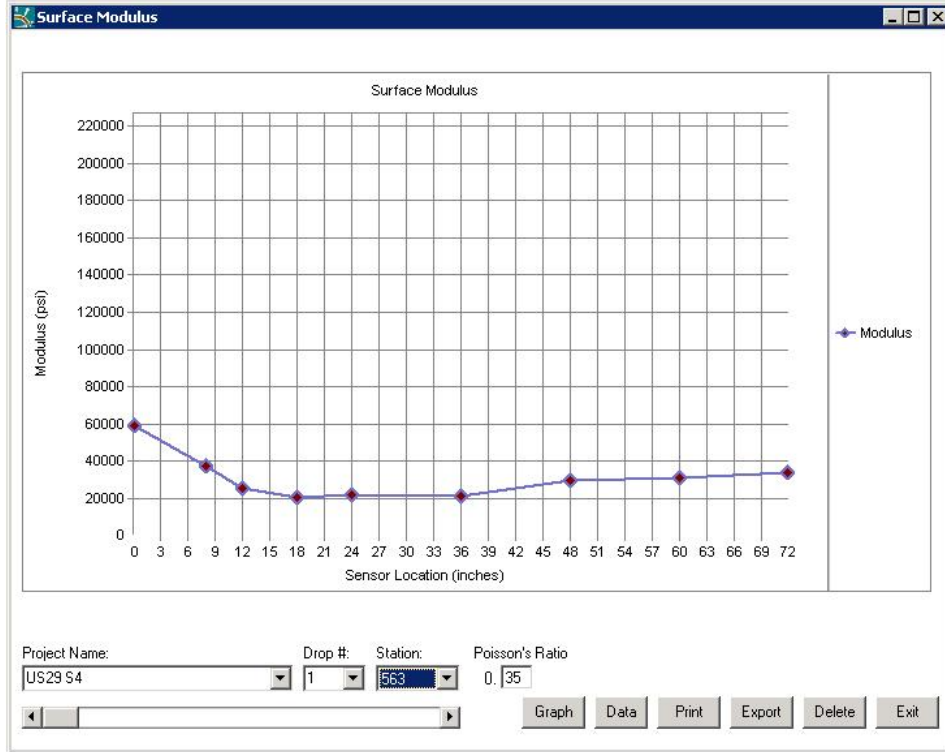 Surface Modulus
Surface Modulus
220000
200000
180000
160000
140000
120000
100000
80000
60000
40000
20000
0
Modulus (psi)
0 3 6 9 12 15 18 21 24 27 30 33 36 39 42 45 48 51 54 57 60 63 66 69 72
Sensor Location (inches)
Modulus
Project Name: Drop #: Station: Poisson's Ratio
US29 S4 1 563 0. 35
Graph Data Print Export Delete Exit